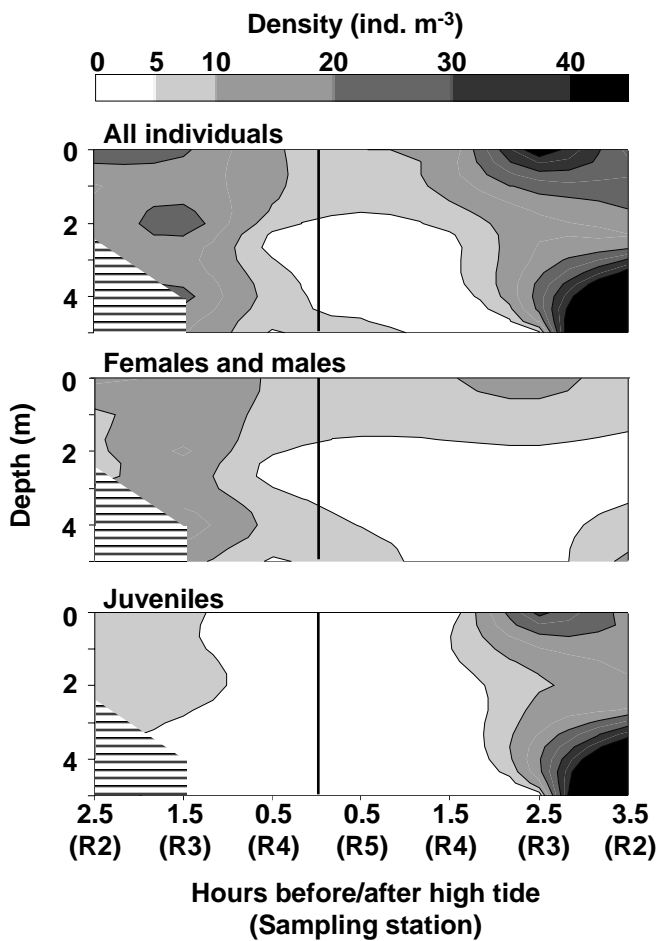 Density (ind. m-3)
0 5 10 20 30 40
All individuals
0
2
4
Females and males
0
2
4
Depth (m)
Juveniles
0
2
4
2.5 1.5 0.5 0.5 1.5 2.5 3.5
(R2) (R3) (R4) (R5) (R4) (R3) (R2)
Hours before/after high tide
(Sampling station)